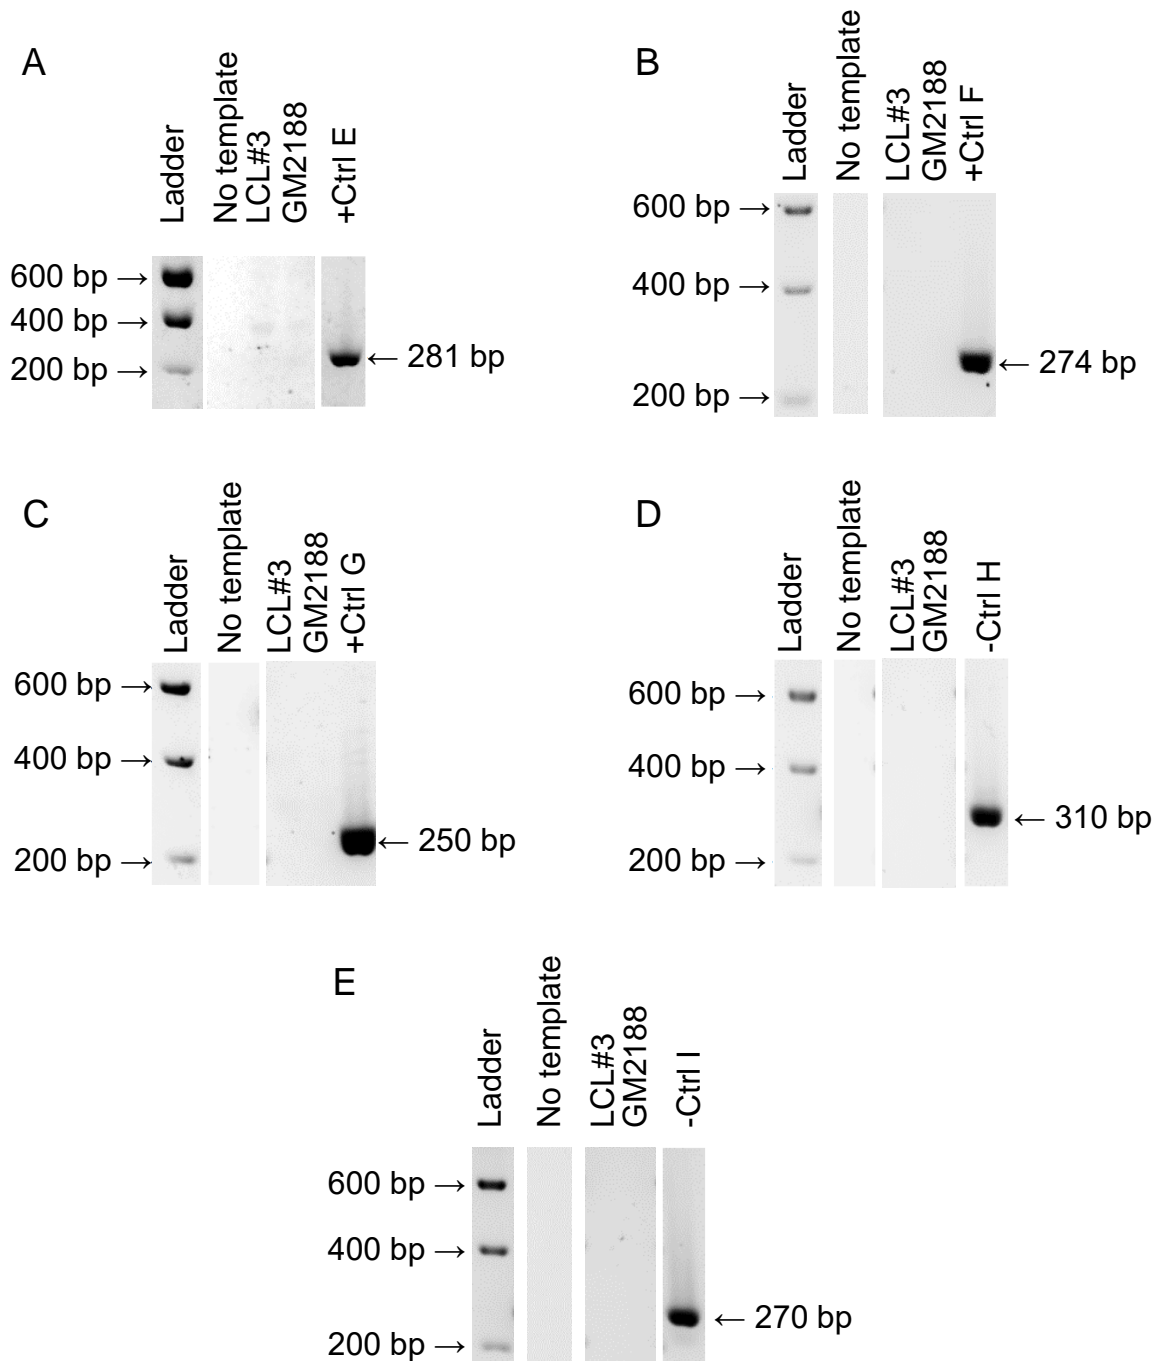 A
Ladder
No template
LCL#3
GM2188
+Ctrl E
600 bp →
400 bp →
200 bp →
← 281 bp
B
Ladder
No template
LCL#3
GM2188
+Ctrl F
600 bp →
400 bp →
200 bp →
← 274 bp
C
Ladder
No template
LCL#3
GM2188
+Ctrl G
600 bp →
400 bp →
200 bp →
← 250 bp
D
Ladder
No template
LCL#3
GM2188
-Ctrl H
600 bp →
400 bp →
200 bp →
← 310 bp
E
Ladder
No template
LCL#3
GM2188
-Ctrl I
600 bp →
400 bp →
200 bp →
← 270 bp